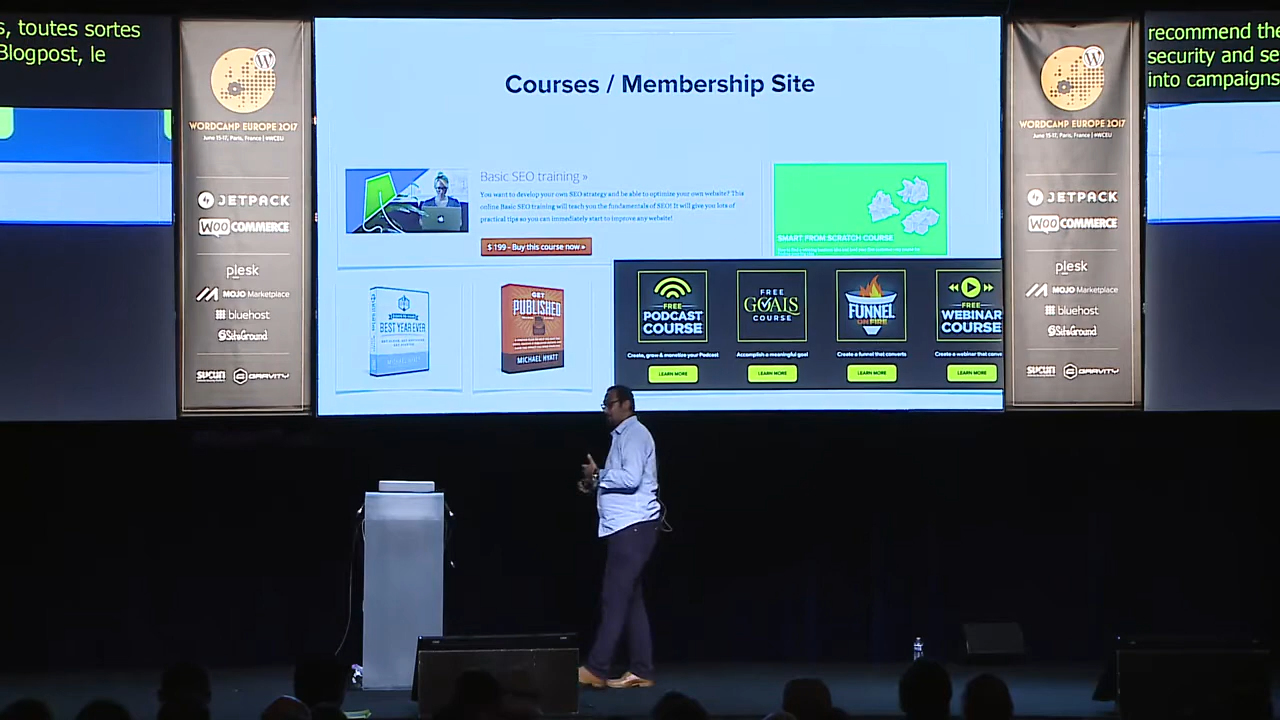 s, toutes sortes
Blogpost, le
WORDCAMP EUROPE 2017
June 15-17, Paris, France | #WCEU
JETPACK
WOO COMMERCE
plesk
MOJO Marketplace
bluehost
SiteGround
SUCURI
GRAVITY
Courses / Membership Site
Basic SEO training »
You want to develop your own SEO strategy and be able to optimize your own website? This
online Basic SEO training will teach you the fundamentals of SEO! It will give you lots of
practical tips so you can immediately start to improve any website!
$ 199 - Buy this course now »
SMART FROM SCRATCH COURSE
BEST YEAR EVER
MICHAEL HYATT
GET
PUBLISHED
MICHAEL HYATT
FREE
PODCAST
COURSE
Create, grow & monetize your Podcast
LEARN MORE
FREE
GOALS
COURSE
Accomplish a meaningful goal
LEARN MORE
FUNNEL
ON FIRE
Create a funnel that converts
LEARN MORE
FREE
WEBINAR
COURSE
Create a webinar that conve
LEARN MORE
WORDCAMP EUROPE 2017
June 15-17, Paris, France | #WCEU
JETPACK
WOO COMMERCE
plesk
MOJO Marketplace
bluehost
SiteGround
SUCURI
GRAVITY
recommend the
security and se
into campaigns